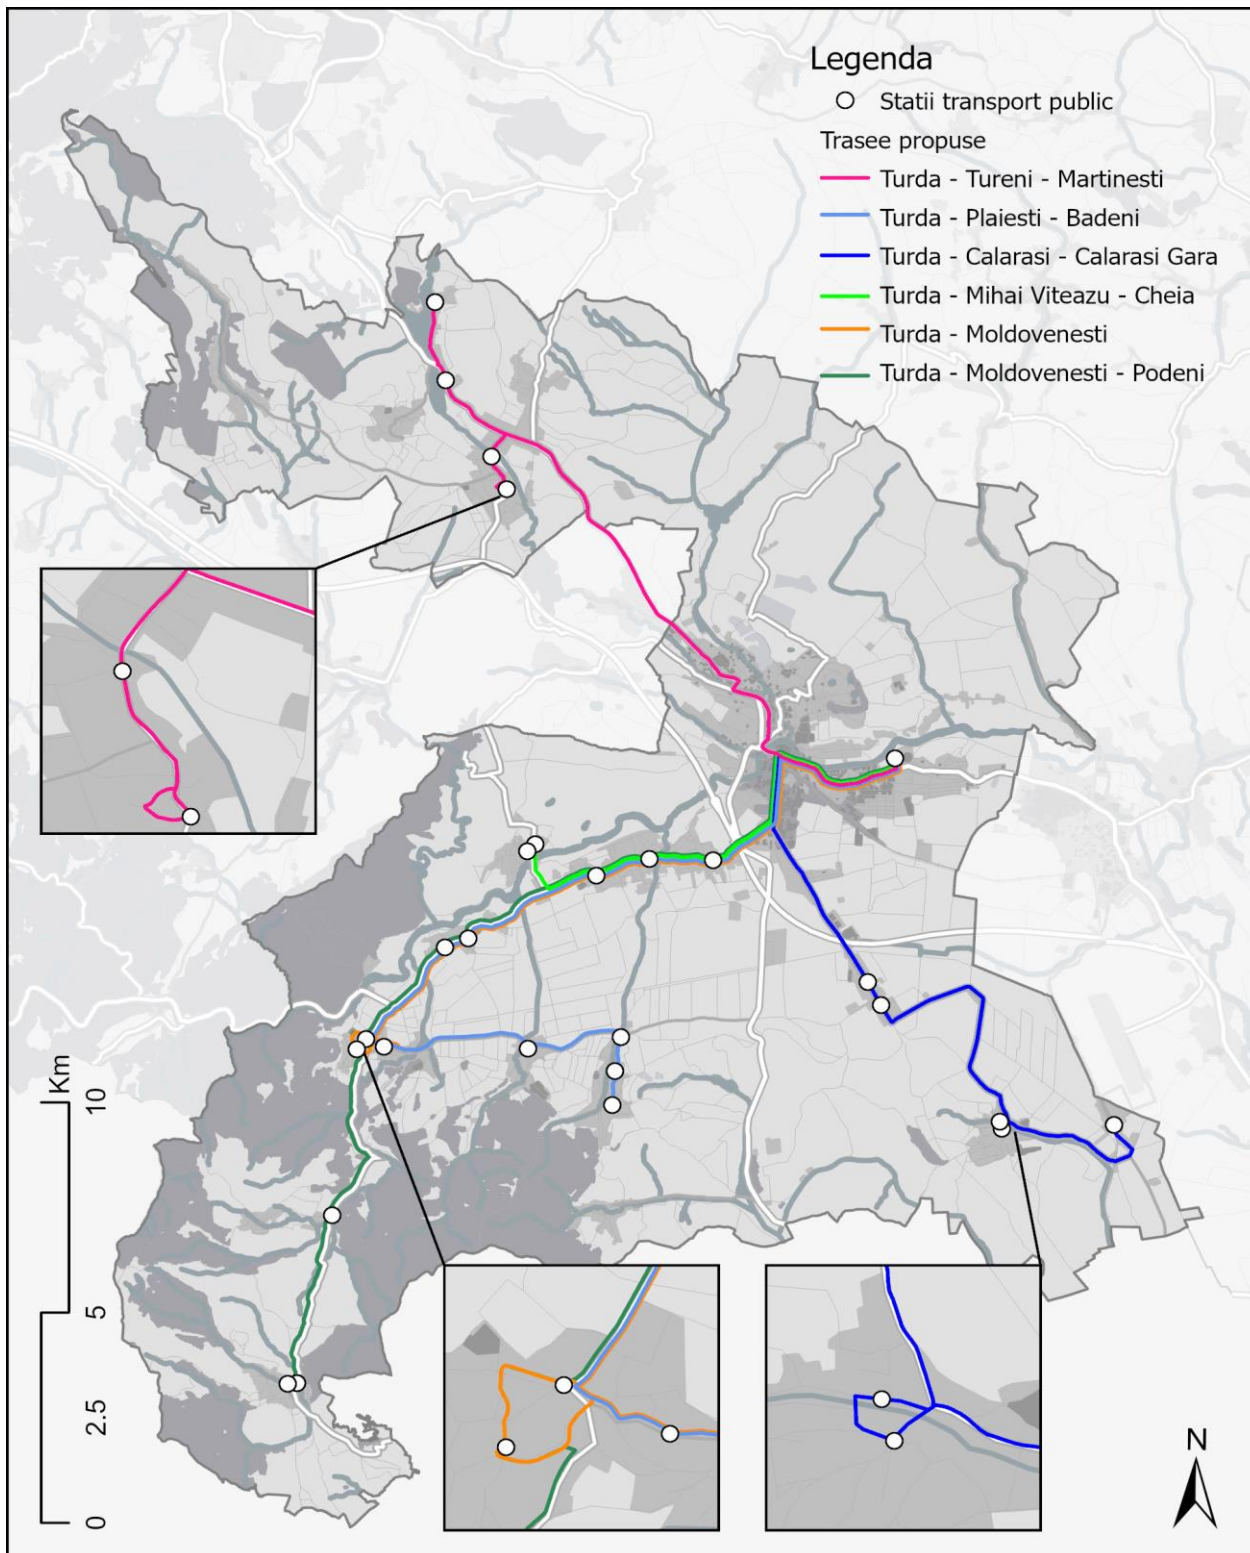 Legenda
Statii transport public
Trasee propuse
Turda - Tureni - Martinesti
Turda - Plaiesti - Badeni
Turda - Calarasi - Calarasi Gara
Turda - Mihai Viteazu - Cheia
Turda - Moldovenesti
Turda - Moldovenesti - Podeni
Km
10
5
2.5
0
N